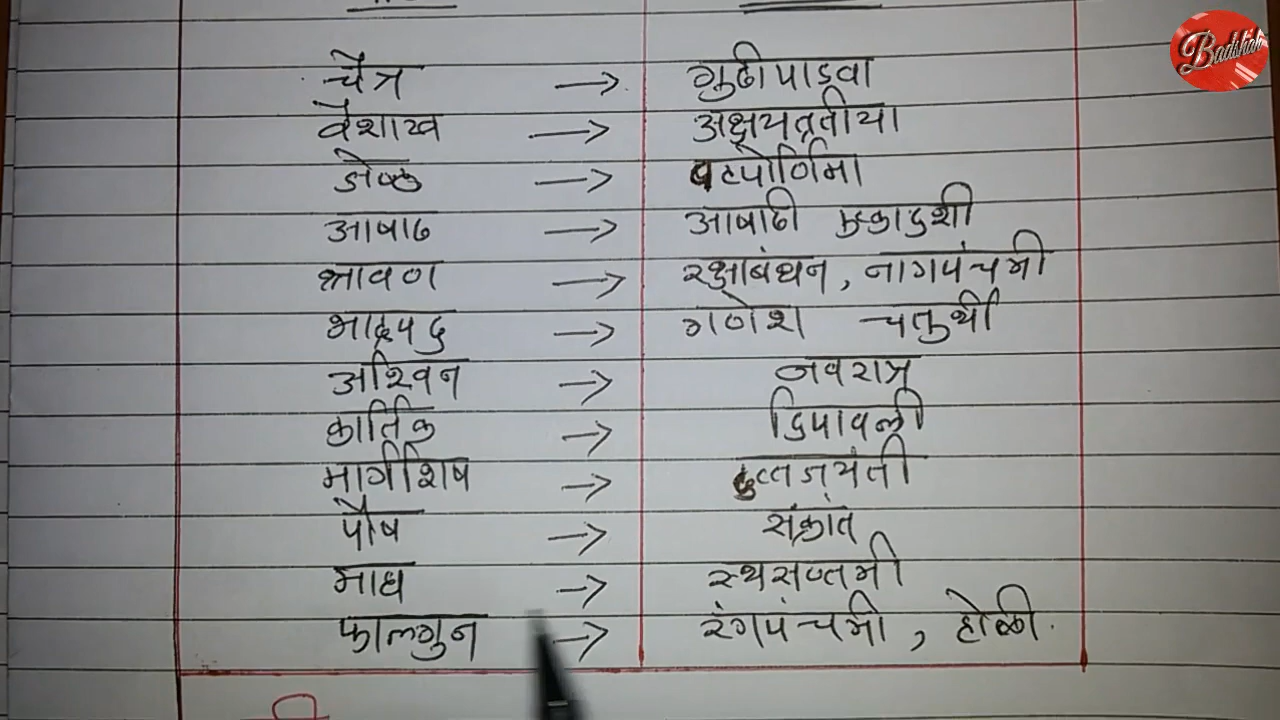 चैत्र → गुढीपाडवा
वैशाख → अक्षयतृतीया
जेष्ठ → वटपोर्णिमा
आषाढ → आषाढी एकादशी
श्रावण → रक्षाबंधन, नागपंचमी
भाद्रपद → गणेश चतुर्थी
अश्विन → नवरात्र
कार्तिक → दिपावली
मार्गशिष → दत्तजयंती
पौष → संक्रांत
माघ → रथसप्तमी
फाल्गुन → रंगपंचमी, होळी.
Badshah